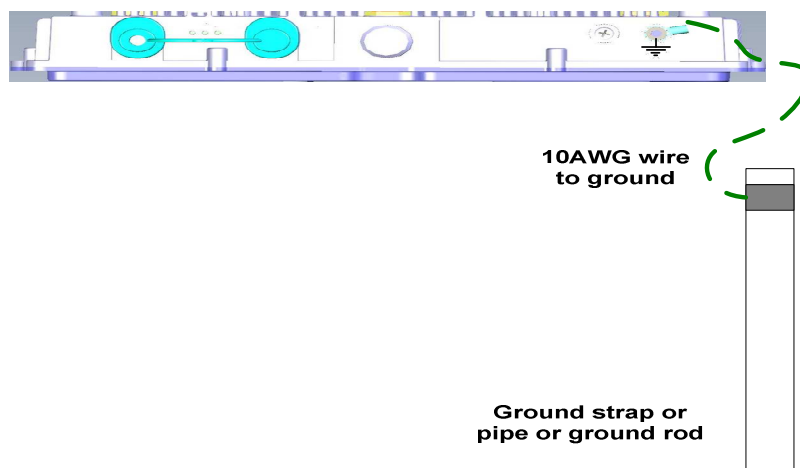 10AWG wire
to ground
Ground strap or
pipe or ground rod